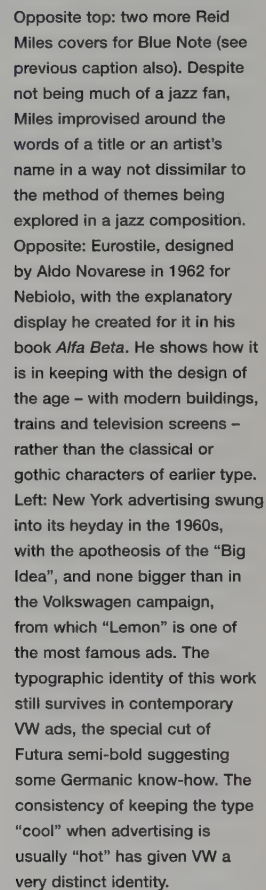 Opposite top: two more Reid
Miles covers for Blue Note (see
previous caption also). Despite
not being much of a jazz fan,
Miles improvised around the
words of a title or an artist's
name in a way not dissimilar to
the method of themes being
explored in a jazz composition.
Opposite: Eurostile, designed
by Aldo Novarese in 1962 for
Nebiolo, with the explanatory
display he created for it in his
book Alfa Beta. He shows how it
is in keeping with the design of
the age – with modern buildings,
trains and television screens –
rather than the classical or
gothic characters of earlier type.
Left: New York advertising swung
into its heyday in the 1960s,
with the apotheosis of the “Big
Idea”, and none bigger than in
the Volkswagen campaign,
from which “Lemon” is one of
the most famous ads. The
typographic identity of this work
still survives in contemporary
VW ads, the special cut of
Futura semi-bold suggesting
some Germanic know-how. The
consistency of keeping the type
“cool” when advertising is
usually “hot” has given VW a
very distinct identity.